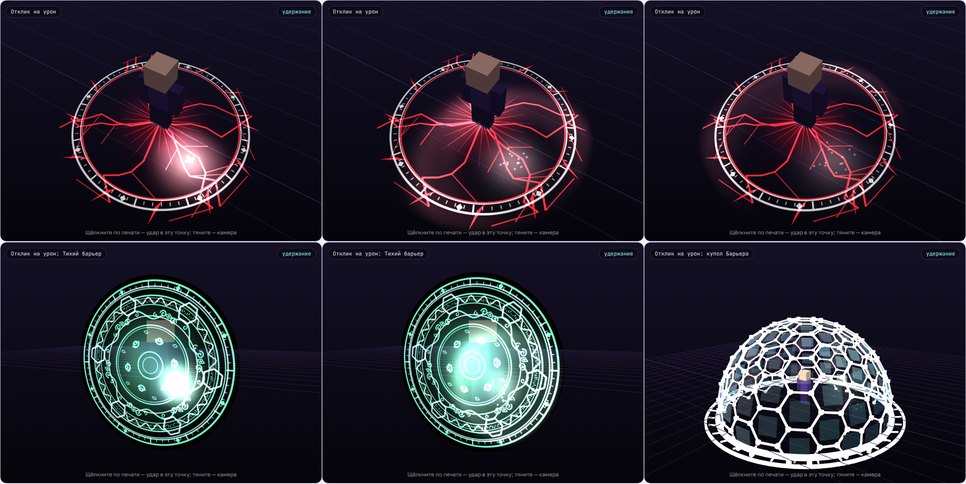 Отклик на урон
удержание
Щёлкните по печати — удар в эту точку; тяните — камера
Отклик на урон
удержание
Щёлкните по печати — удар в эту точку; тяните — камера
Отклик на урон
удержание
Щёлкните по печати — удар в эту точку; тяните — камера
Отклик на урон: Тихий барьер
удержание
Щёлкните по печати — удар в эту точку; тяните — камера
Отклик на урон: Тихий барьер
удержание
Щёлкните по печати — удар в эту точку; тяните — камера
Отклик на урон: купол Барьера
удержание
Щёлкните по печати — удар в эту точку; тяните — камера